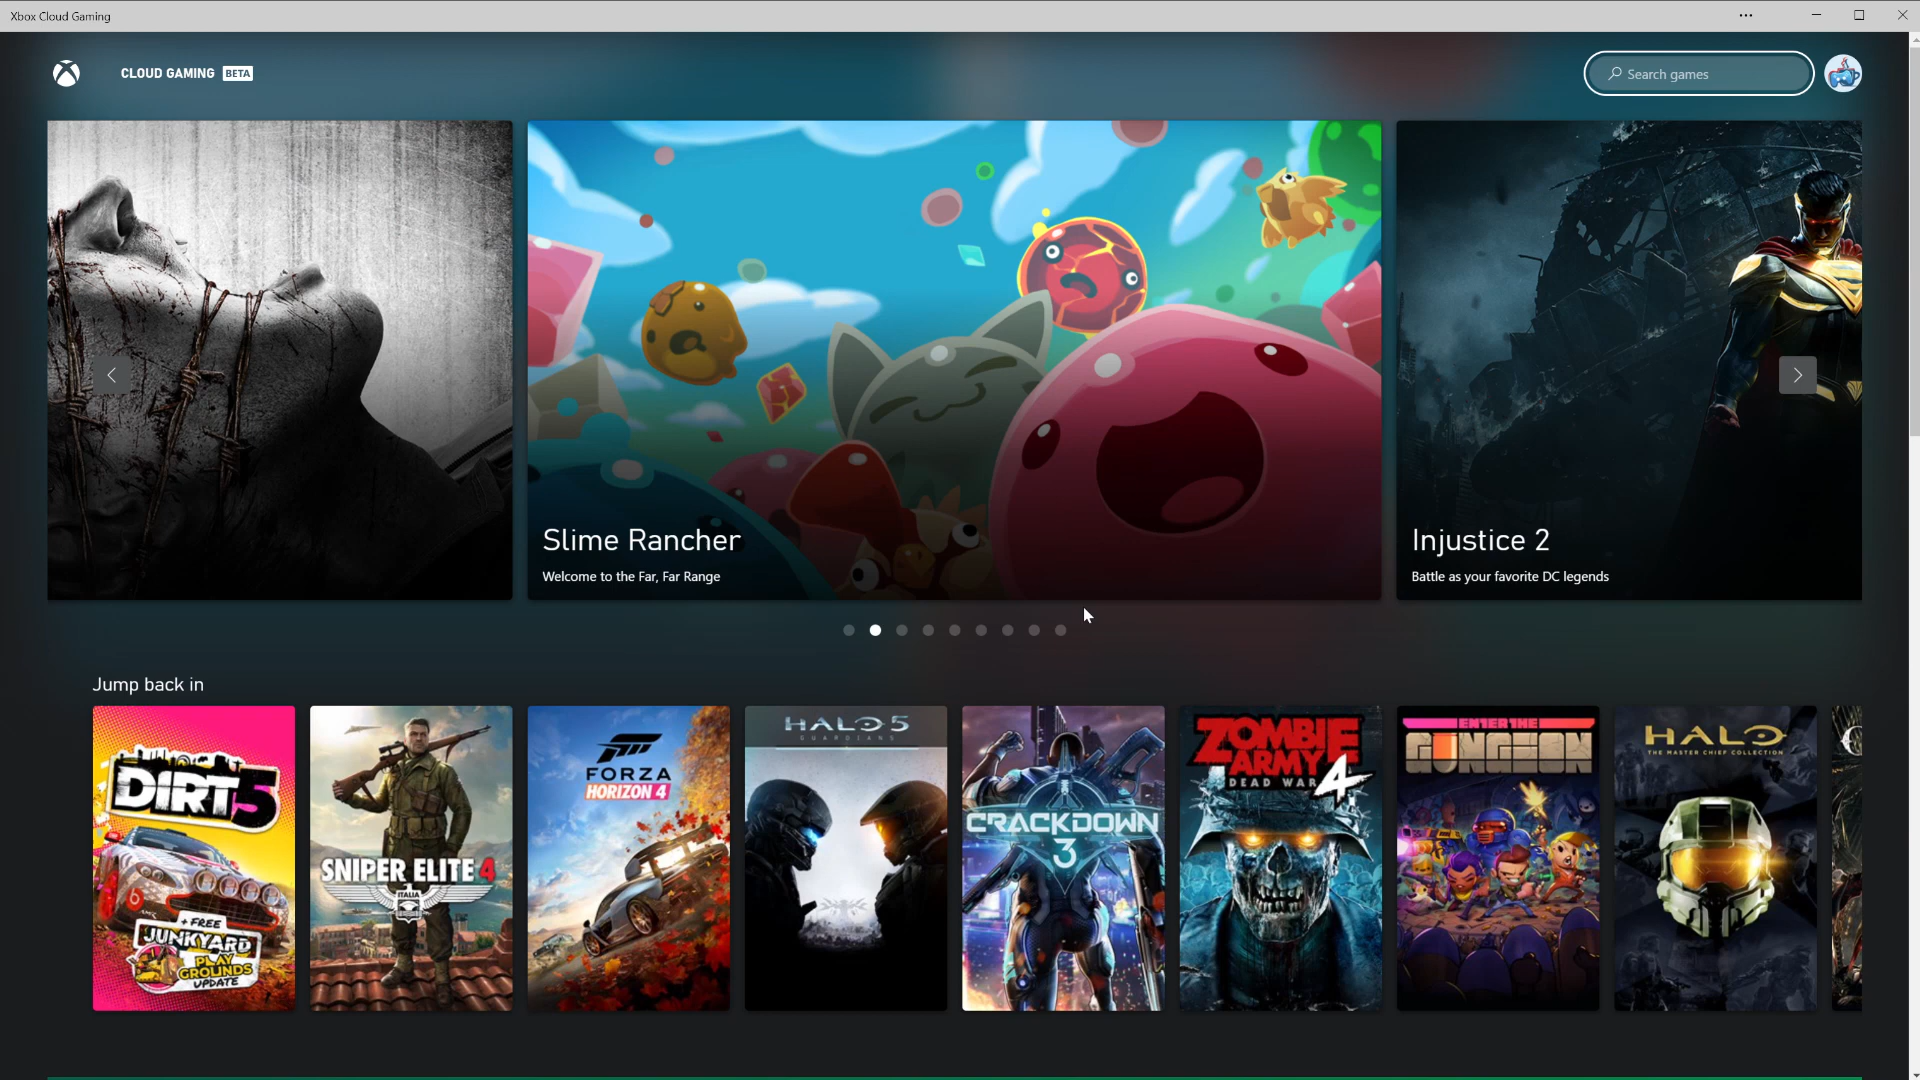 Xbox Cloud Gaming
CLOUD GAMING BETA
Search games
Slime Rancher
Welcome to the Far, Far Range
Injustice 2
Battle as your favorite DC legends
Jump back in
DIRT 5
+ FREE
JUNKYARD
PLAY
GROUNDS
UPDATE
SNIPER ELITE 4
ITALIA
FORZA
HORIZON 4
HALO 5
GUARDIANS
CRACKDOWN
3
ZOMBIE
ARMY 4
DEAD WAR
ENTER THE
GUNGEON
HALO
THE MASTER CHIEF COLLECTION